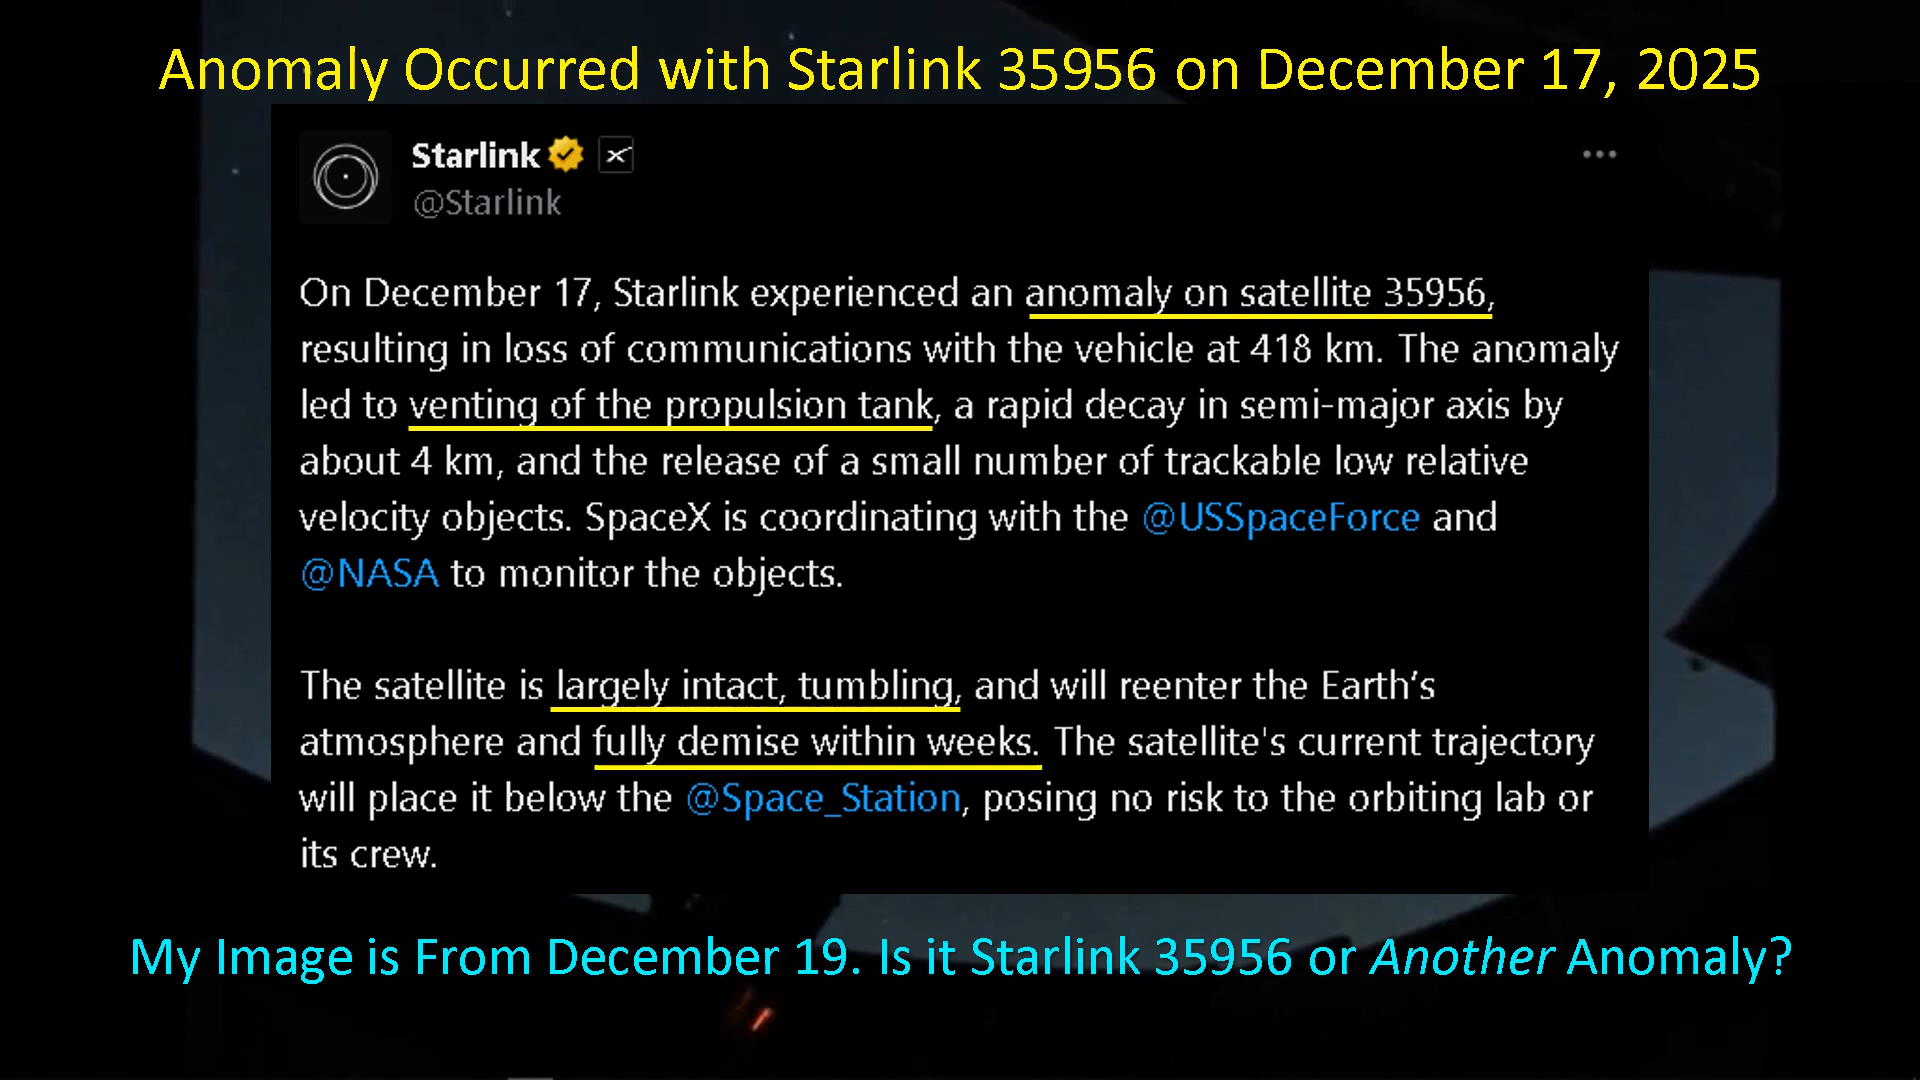 Anomaly Occurred with Starlink 35956 on December 17, 2025
Starlink
@Starlink
On December 17, Starlink experienced an anomaly on satellite 35956,
resulting in loss of communications with the vehicle at 418 km. The anomaly
led to venting of the propulsion tank, a rapid decay in semi-major axis by
about 4 km, and the release of a small number of trackable low relative
velocity objects. SpaceX is coordinating with the @USSpaceForce and
@NASA to monitor the objects.
The satellite is largely intact, tumbling, and will reenter the Earth’s
atmosphere and fully demise within weeks. The satellite's current trajectory
will place it below the @Space_Station, posing no risk to the orbiting lab or
its crew.
My Image is From December 19. Is it Starlink 35956 or Another Anomaly?